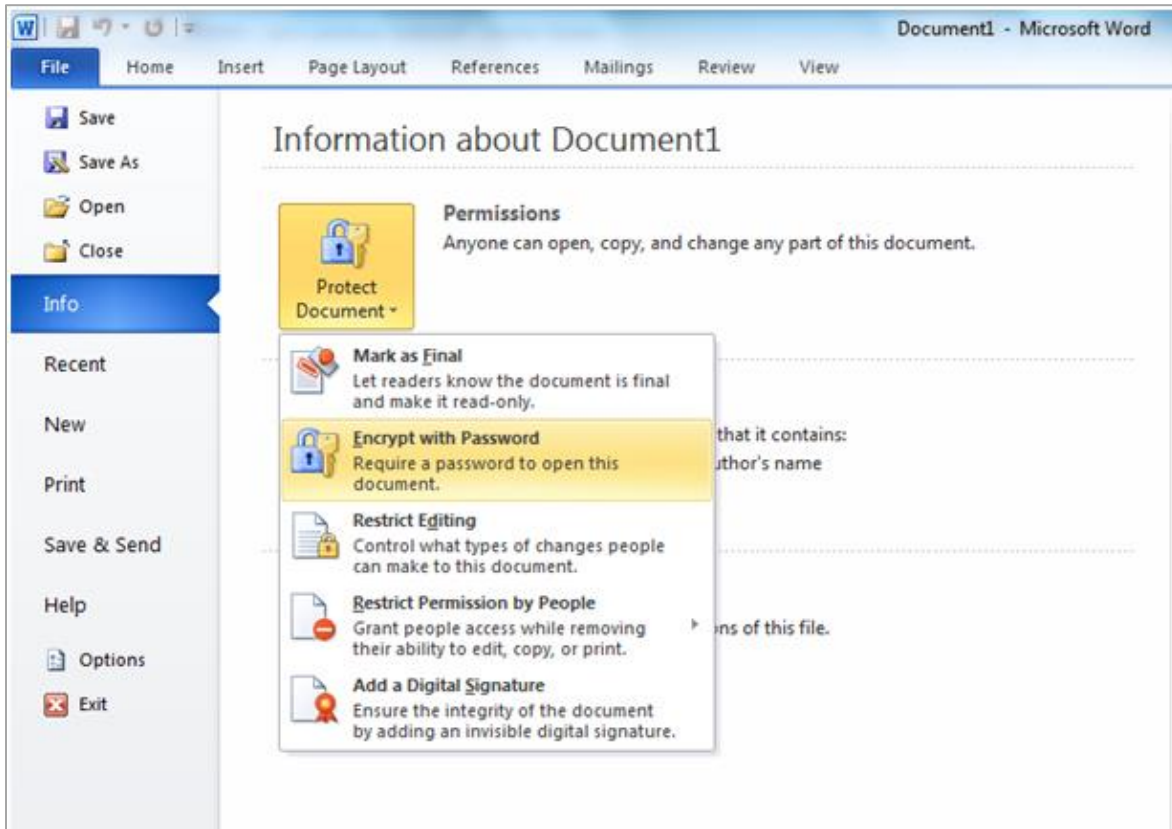 Document1 - Microsoft Word
File Home Insert Page Layout References Mailings Review View
Save
Save As
Open
Close
Info
Recent
New
Print
Save & Send
Help
Options
Exit
Information about Document1
Permissions
Anyone can open, copy, and change any part of this document.
Protect
Document
Mark as Final
Let readers know the document is final
and make it read-only.
Encrypt with Password
Require a password to open this
document.
Restrict Editing
Control what types of changes people
can make to this document.
Restrict Permission by People
Grant people access while removing
their ability to edit, copy, or print.
Add a Digital Signature
Ensure the integrity of the document
by adding an invisible digital signature.
that it contains:
name
of this file.